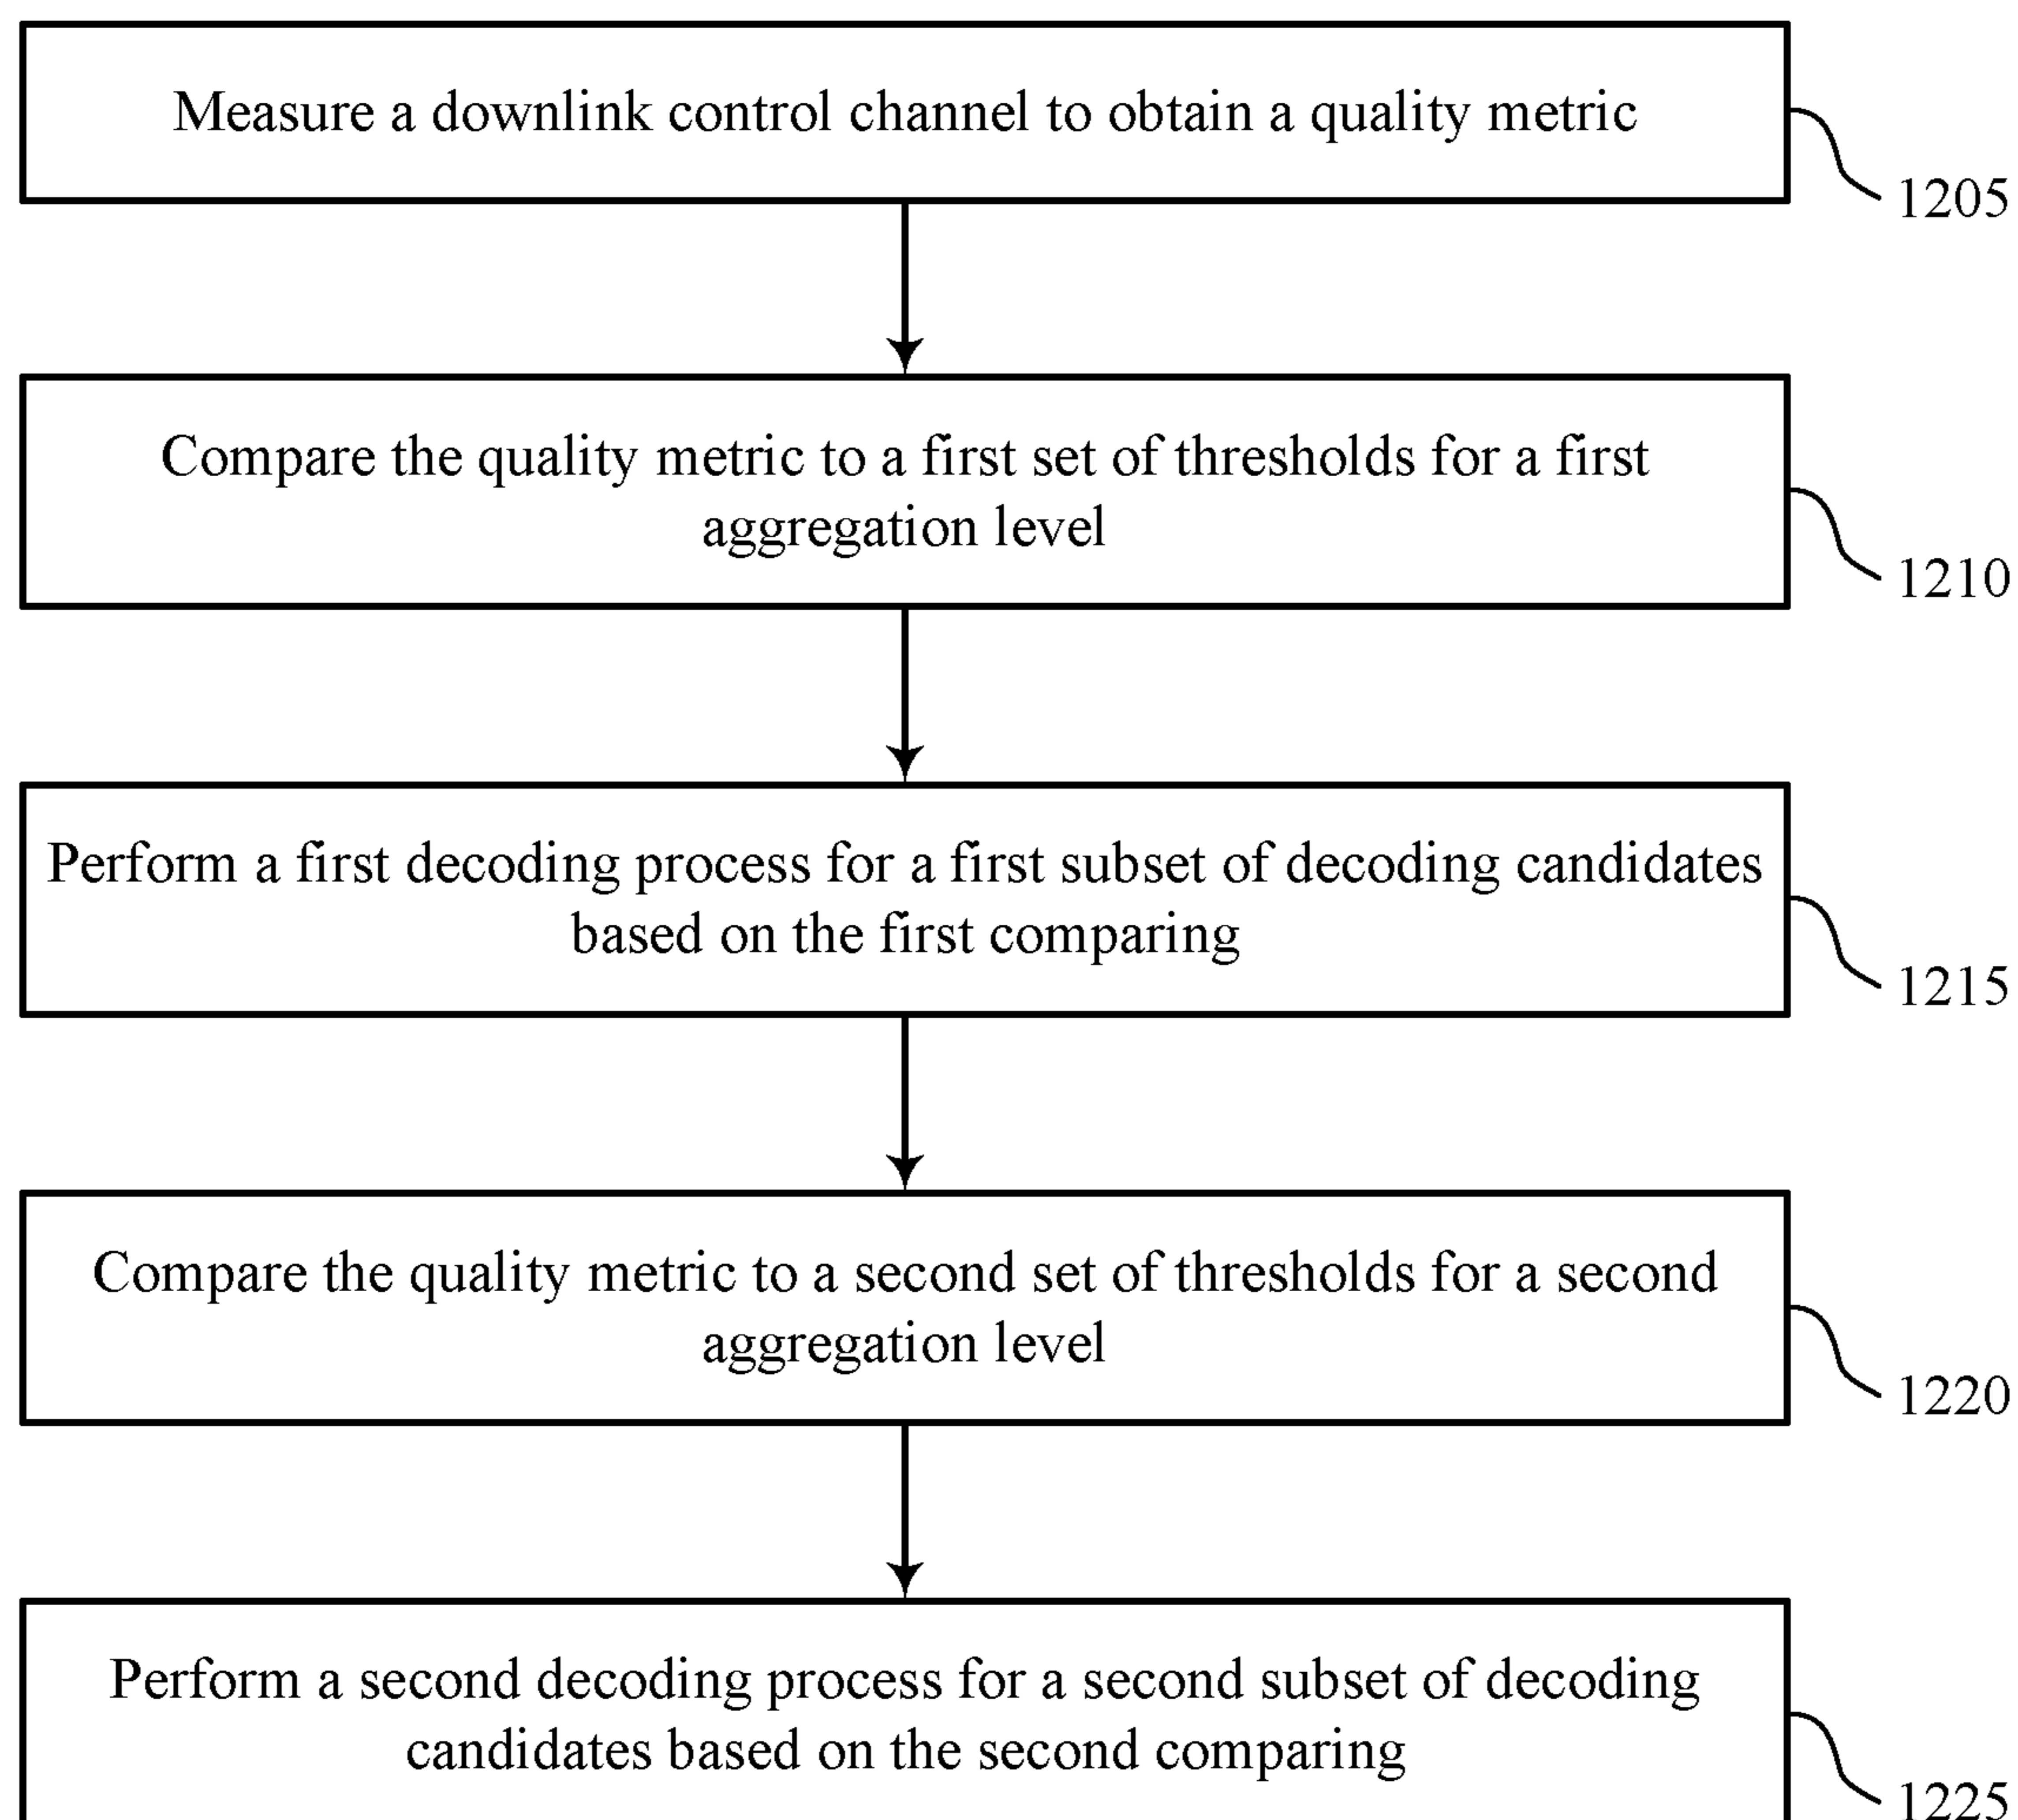 Measure a downlink control channel to obtain a quality metric
1205
Compare the quality metric to a first set of thresholds for a first
aggregation level
1210
Perform a first decoding process for a first subset of decoding candidates
based on the first comparing
1215
Compare the quality metric to a second set of thresholds for a second
aggregation level
1220
Perform a second decoding process for a second subset of decoding
candidates based on the second comparing
1225